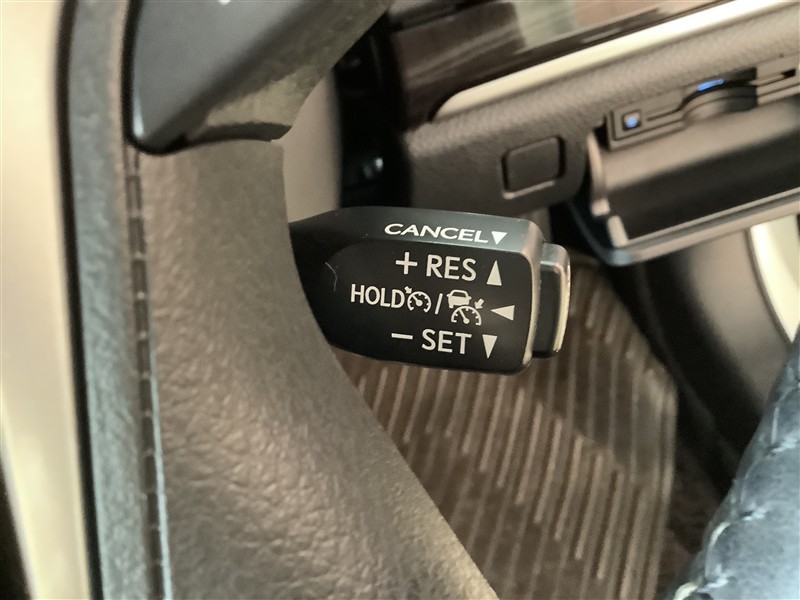 CANCEL▼
+ RES ▲
HOLD / ◀
− SET ▼